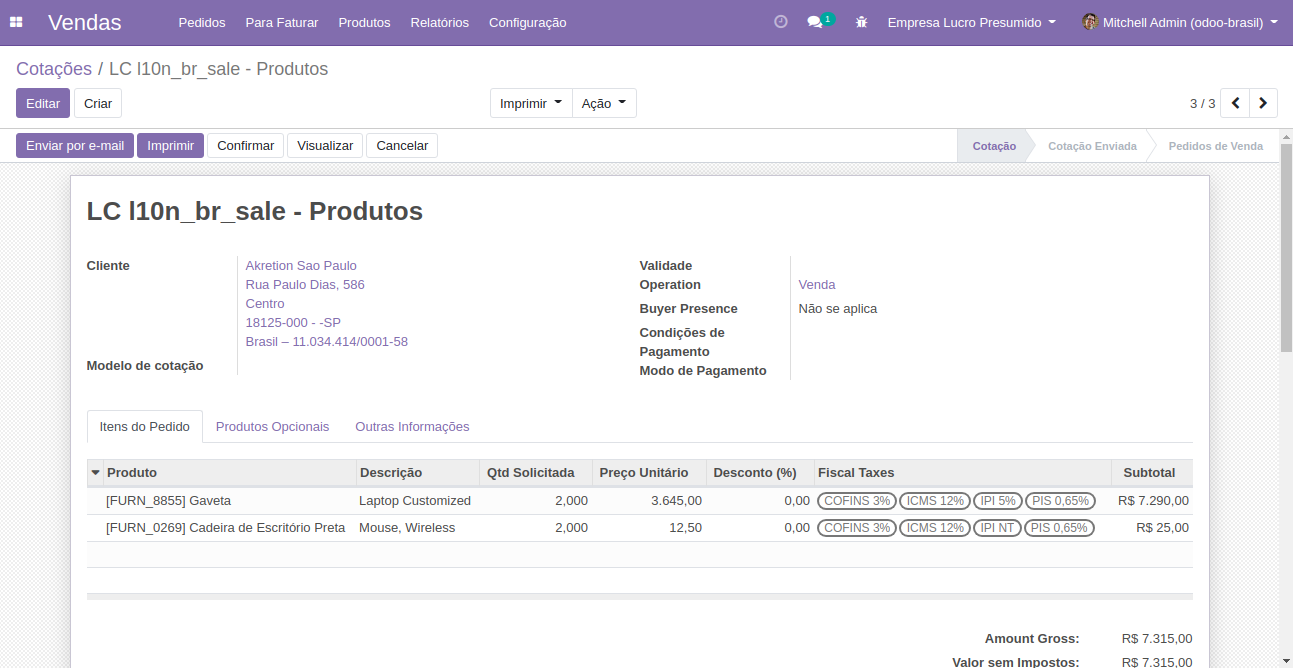 Vendas Pedidos Para Faturar Produtos Relatórios Configuração 1 Empresa Lucro Presumido Mitchell Admin (odoo-brasil)
Cotações / LC l10n_br_sale - Produtos
Editar Criar Imprimir Ação 3 / 3
Enviar por e-mail Imprimir Confirmar Visualizar Cancelar Cotação Cotação Enviada Pedidos de Venda
LC l10n_br_sale - Produtos
Cliente Akretion Sao Paulo
Rua Paulo Dias, 586
Centro
18125-000 - -SP
Brasil – 11.034.414/0001-58
Modelo de cotação
Validade
Operation Venda
Buyer Presence Não se aplica
Condições de
Pagamento
Modo de Pagamento
Itens do Pedido Produtos Opcionais Outras Informações
Produto Descrição Qtd Solicitada Preço Unitário Desconto (%) Fiscal Taxes Subtotal
[FURN_8855] Gaveta Laptop Customized 2,000 3.645,00 0,00 COFINS 3% ICMS 12% IPI 5% PIS 0,65% R$ 7.290,00
[FURN_0269] Cadeira de Escritório Preta Mouse, Wireless 2,000 12,50 0,00 COFINS 3% ICMS 12% IPI NT PIS 0,65% R$ 25,00
Amount Gross: R$ 7.315,00
Valor sem Impostos: R$ 7.315,00